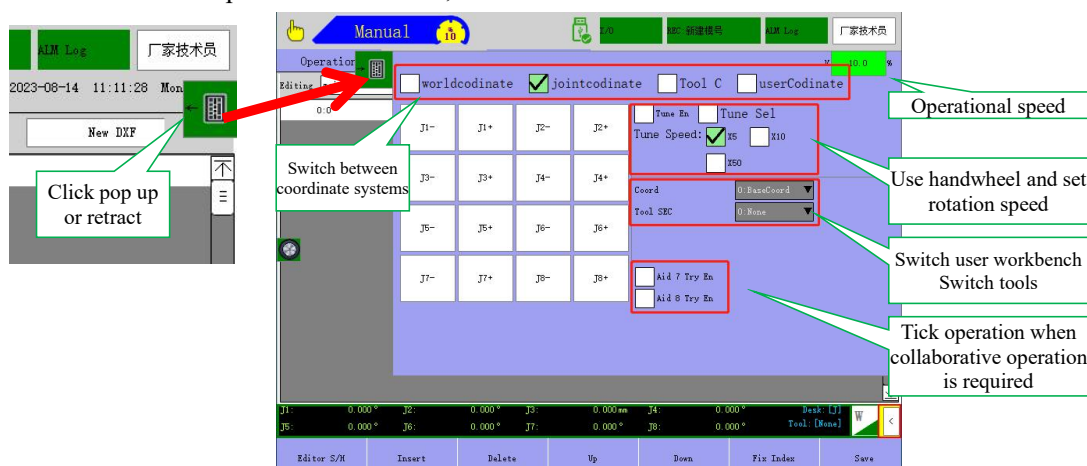 ALM Log
厂家技术员
2023-08-14 11:11:28 Mon
New DXF
Click pop up
or retract
Manual
10
I/O
REC 新建模号
ALM Log
厂家技术员
Operation
10.0 %
Editing
worldcodinate
jointcodinate
Tool C
userCodinate
Operational speed
0:0
J1-
J1+
J2-
J2+
Tune En
Tune Sel
Tune Speed:
X5
X10
X50
Switch between
coordinate systems
J3-
J3+
J4-
J4+
Use handwheel and set
rotation speed
Coord
0:BaseCoord
Tool SEC
0:None
J5-
J5+
J6-
J6+
Switch user workbench
Switch tools
J7-
J7+
J8-
J8+
Aid 7 Try En
Aid 8 Try En
Tick operation when
collaborative operation
is required
J1: 0.000° J2: 0.000° J3: 0.000mm J4: 0.000° Desk:[J]
J5: 0.000° J6: 0.000° J7: 0.000° J8: 0.000° Tool:[None]
W
<
Editor S/H
Insert
Delete
Up
Down
Fix Index
Save